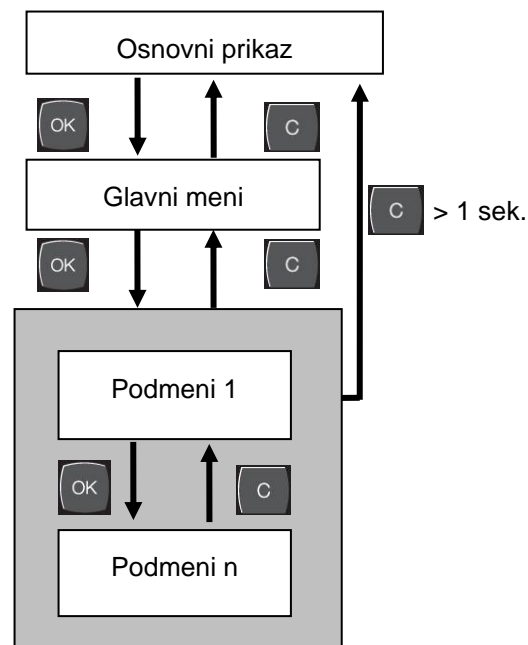 Osnovni prikaz
OK
C
Glavni meni
C > 1 sek.
OK
C
Podmeni 1
OK
C
Podmeni n